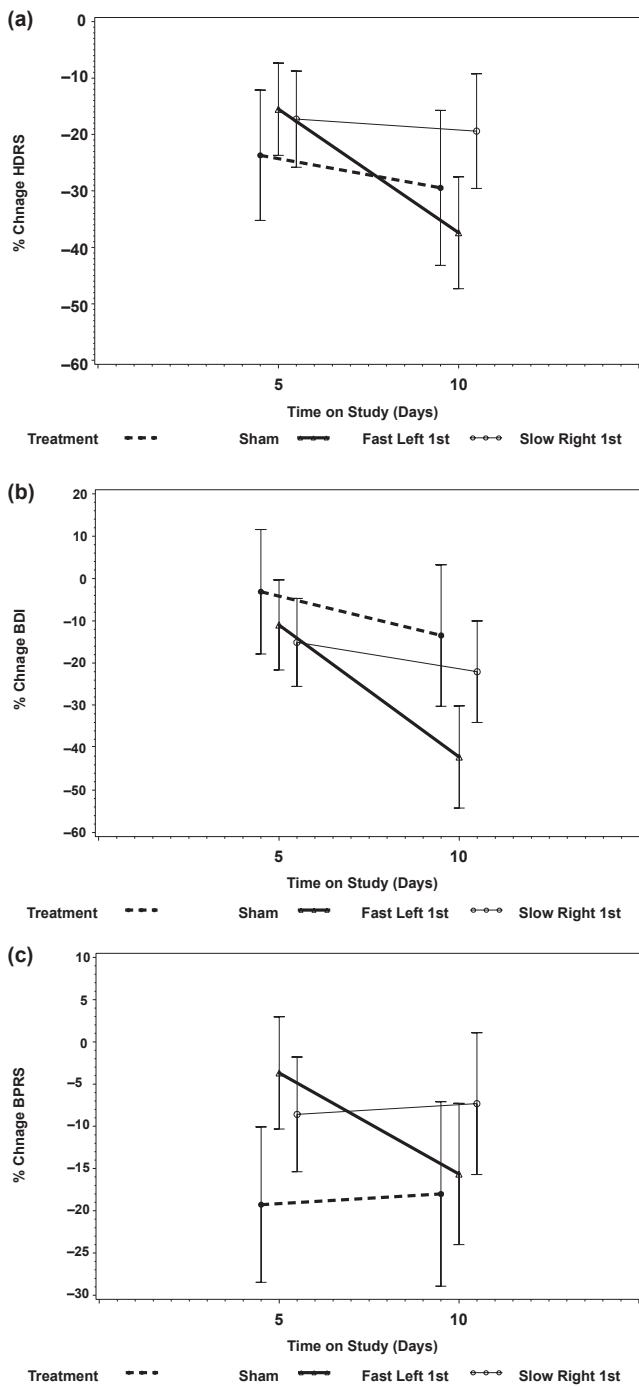 (a)
0
–10
–20
–30
–40
–50
–60
% Chnage HDRS
5 10
Time on Study (Days)
Treatment Sham Fast Left 1st Slow Right 1st
(b)
20
10
0
–10
–20
–30
–40
–50
–60
% Chnage BDI
5 10
Time on Study (Days)
Treatment Sham Fast Left 1st Slow Right 1st
(c)
10
5
0
–5
–10
–15
–20
–25
–30
% Chnage BPRS
5 10
Time on Study (Days)
Treatment Sham Fast Left 1st Slow Right 1st